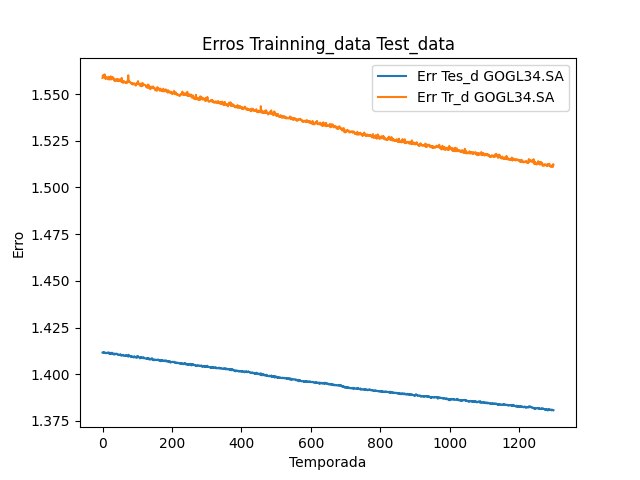 Erros Trainning_data Test_data
Err Tes_d GOGL34.SA
Err Tr_d GOGL34.SA
1.550
1.525
1.500
1.475
1.450
1.425
1.400
1.375
Erro
0 200 400 600 800 1000 1200
Temporada